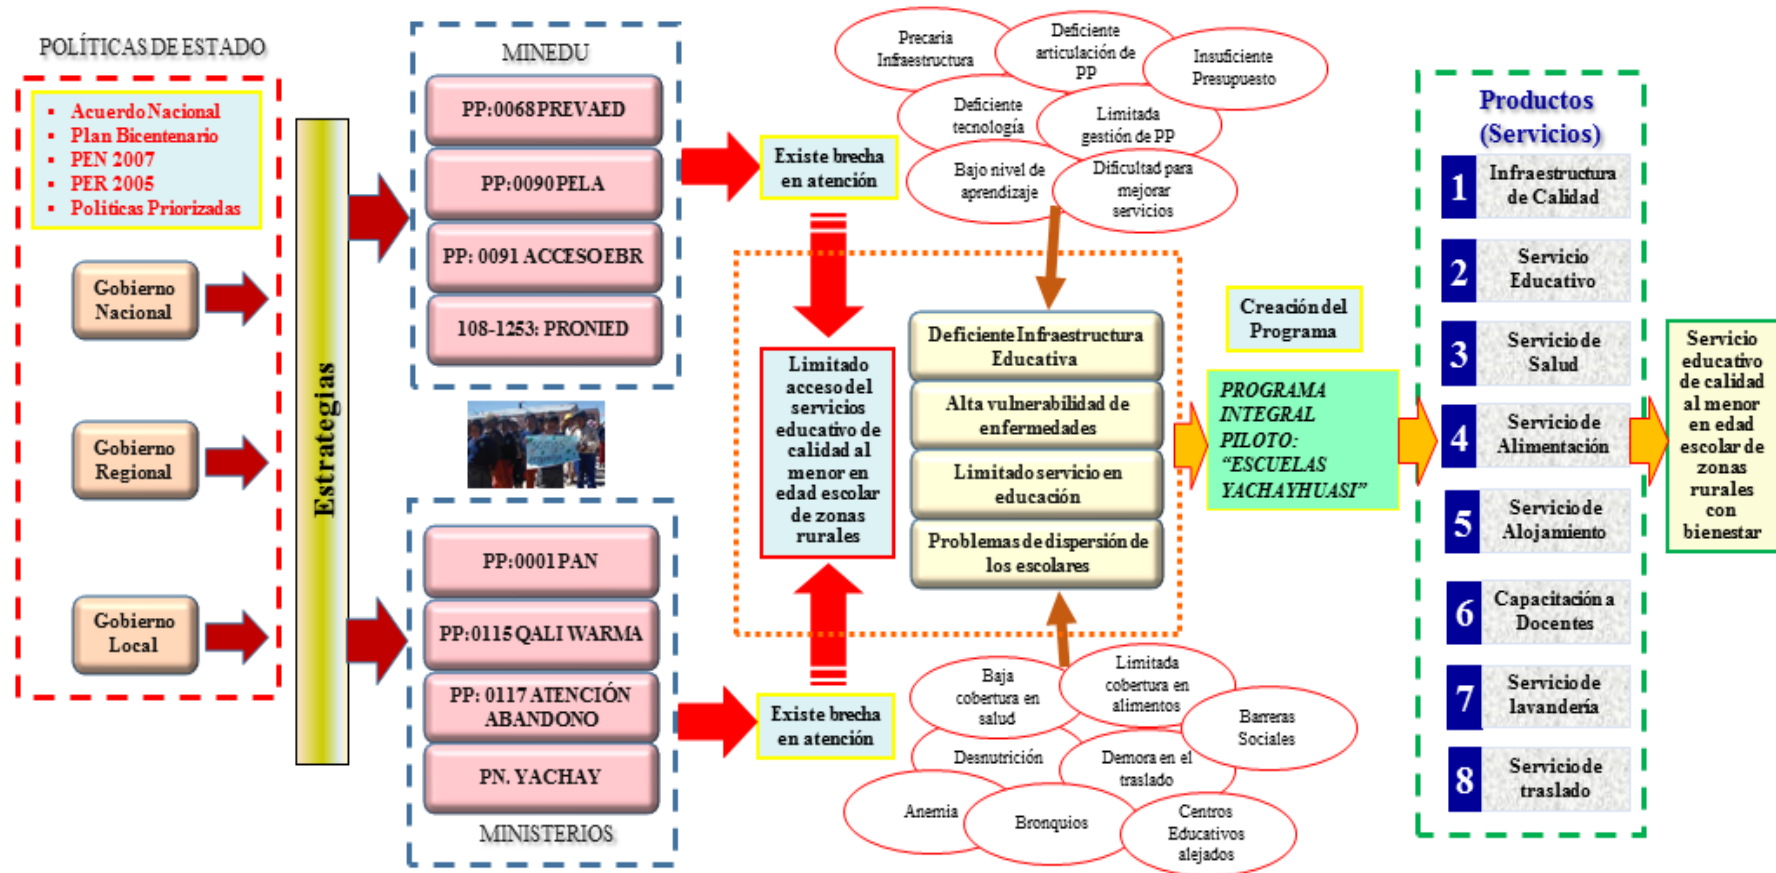 POLÍTICAS DE ESTADO
Acuerdo Nacional
Plan Bicentenario
PEN 2007
PER 2005
Políticas Priorizadas
Gobierno
Nacional
Gobierno
Regional
Gobierno
Local
Estrategias
MINEDU
PP:0068 PREVAED
PP:0090 PELA
PP: 0091 ACCESO EBR
108-1253: PRONIED
PP:0001 PAN
PP:0115 QALI WARMA
PP: 0117 ATENCIÓN
ABANDONO
PN. YACHAY
MINISTERIOS
Existe brecha
en atención
Limitado
acceso del
servicios
educativo de
calidad al
menor en
edad escolar
de zonas
rurales
Existe brecha
en atención
Precaria
Infraestructura
Deficiente
articulación de
PP
Insuficiente
Presupuesto
Deficiente
tecnología
Limitada
gestión de PP
Bajo nivel de
aprendizaje
Dificultad para
mejorar
servicios
Deficiente Infraestructura
Educativa
Alta vulnerabilidad de
enfermedades
Limitado servicio en
educación
Problemas de dispersión de
los escolares
Baja
cobertura en
salud
Limitada
cobertura en
alimentos
Barreras
Sociales
Desnutrición
Demora en el
traslado
Anemia
Bronquios
Centros
Educativos
alejados
Creación del
Programa
PROGRAMA
INTEGRAL
PILOTO:
“ESCUELAS
YACHAYHUASI”
Productos
(Servicios)
1 Infraestructura
de Calidad
2 Servicio
Educativo
3 Servicio de
Salud
4 Servicio de
Alimentación
5 Servicio de
Alojamiento
6 Capacitación a
Docentes
7 Servicio de
lavandería
8 Servicio de
traslado
Servicio
educativo
de calidad
al menor
en edad
escolar de
zonas
rurales
con
bienestar